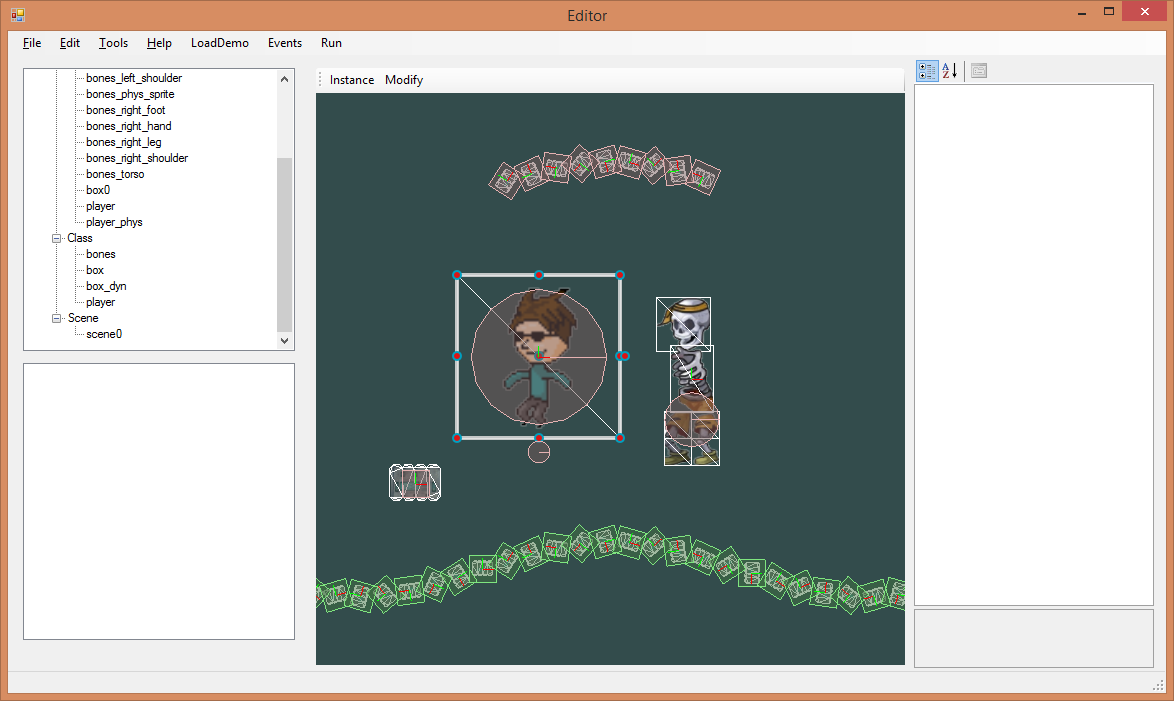 Editor
File Edit Tools Help LoadDemo Events Run
bones_left_shoulder
bones_phys_sprite
bones_right_foot
bones_right_hand
bones_right_leg
bones_right_shoulder
bones_torso
box0
player
player_phys
Class
bones
box
box_dyn
player
Scene
scene0
Instance Modify
A
Z